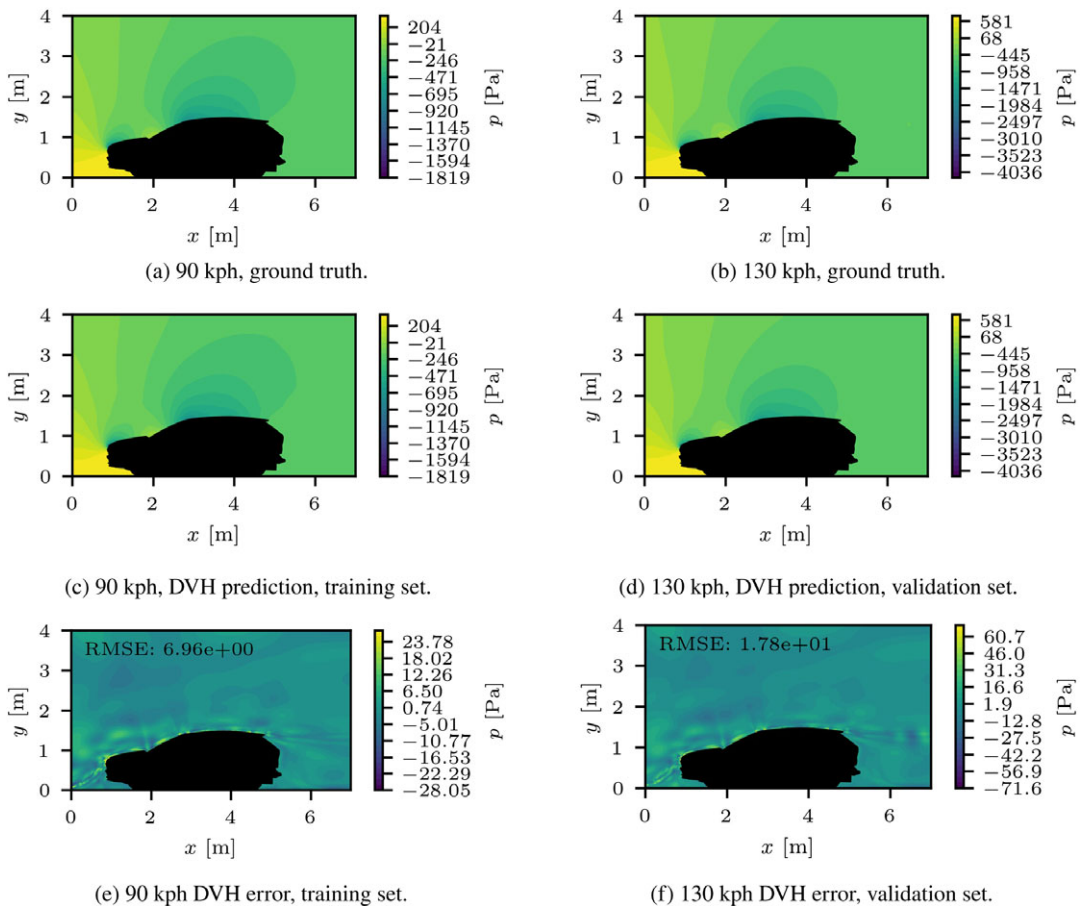 4
3
2
1
0
y [m]
0 2 4 6
x [m]
204
−21
−246
−471
−695
−920
−1145
−1370
−1594
−1819
p [Pa]
(a) 90 kph, ground truth.
4
3
2
1
0
y [m]
0 2 4 6
x [m]
581
68
−445
−958
−1471
−1984
−2497
−3010
−3523
−4036
p [Pa]
(b) 130 kph, ground truth.
4
3
2
1
0
y [m]
0 2 4 6
x [m]
204
−21
−246
−471
−695
−920
−1145
−1370
−1594
−1819
p [Pa]
(c) 90 kph, DVH prediction, training set.
4
3
2
1
0
y [m]
0 2 4 6
x [m]
581
68
−445
−958
−1471
−1984
−2497
−3010
−3523
−4036
p [Pa]
(d) 130 kph, DVH prediction, validation set.
RMSE: 6.96e+00
4
3
2
1
0
y [m]
0 2 4 6
x [m]
23.78
18.02
12.26
6.50
0.74
−5.01
−10.77
−16.53
−22.29
−28.05
p [Pa]
(e) 90 kph DVH error, training set.
RMSE: 1.78e+01
4
3
2
1
0
y [m]
0 2 4 6
x [m]
60.7
46.0
31.3
16.6
1.9
−12.8
−27.5
−42.2
−56.9
−71.6
p [Pa]
(f) 130 kph DVH error, validation set.